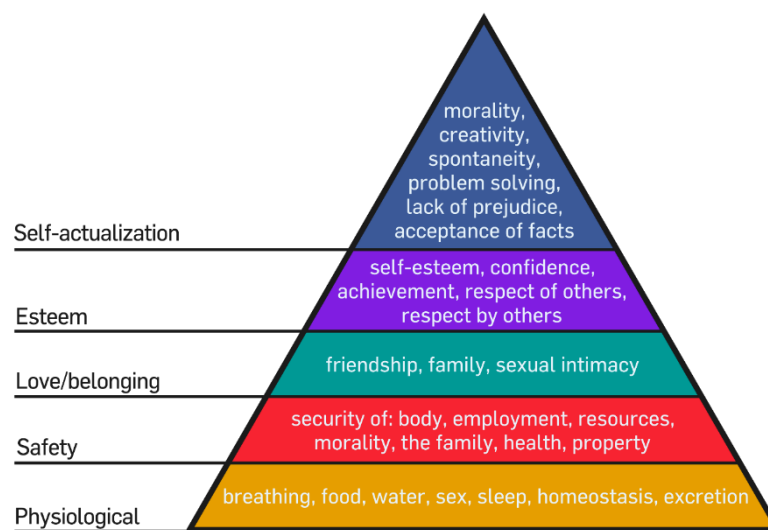 morality,
creativity,
spontaneity,
problem solving,
lack of prejudice,
acceptance of facts
Self-actualization
self-esteem, confidence,
achievement, respect of others,
respect by others
Esteem
friendship, family, sexual intimacy
Love/belonging
security of: body, employment, resources,
morality, the family, health, property
Safety
breathing, food, water, sex, sleep, homeostasis, excretion
Physiological